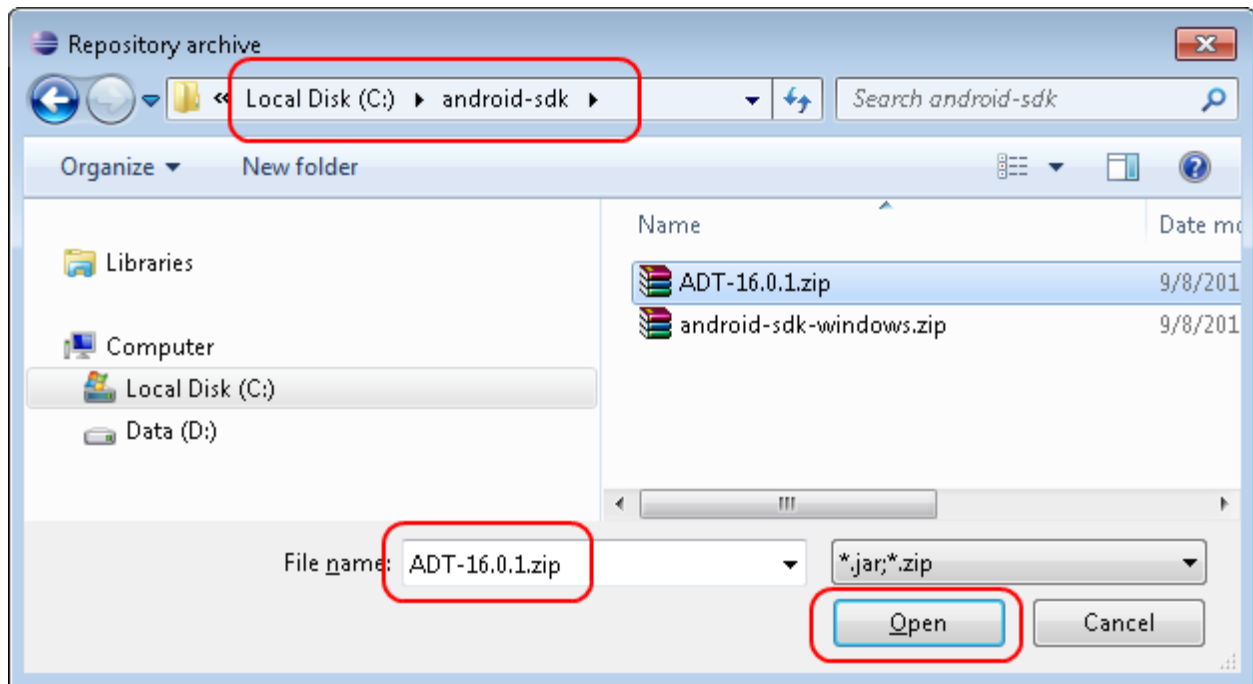 Repository archive
« Local Disk (C:) ▸ android-sdk ▸
Search android-sdk
Organize
New folder
Name
Date mo
Libraries
ADT-16.0.1.zip
9/8/201
android-sdk-windows.zip
9/8/201
Computer
Local Disk (C:)
Data (D:)
File name:
ADT-16.0.1.zip
*.jar;*.zip
Open
Cancel